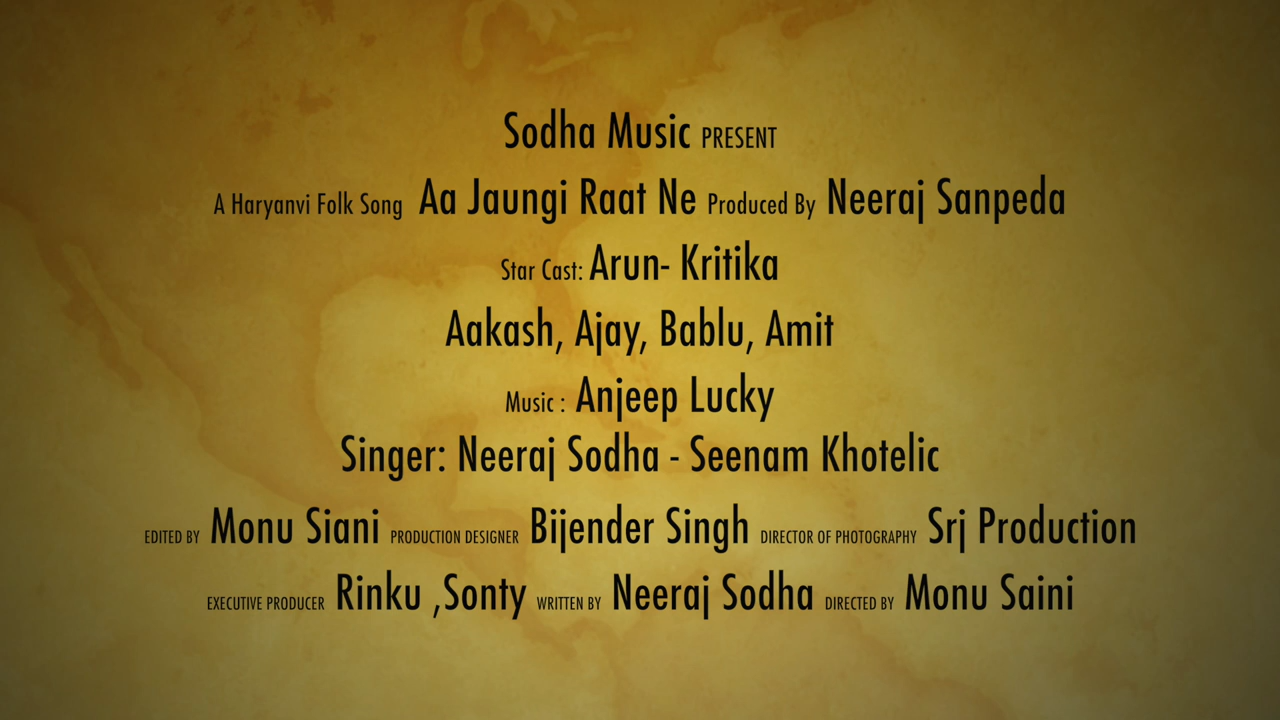 Sodha Music PRESENT
A Haryanvi Folk Song Aa Jaungi Raat Ne Produced By Neeraj Sanpeda
Star Cast: Arun- Kritika
Aakash, Ajay, Bablu, Amit
Music : Anjeep Lucky
Singer: Neeraj Sodha - Seenam Khotelic
EDITED BY Monu Siani PRODUCTION DESIGNER Bijender Singh DIRECTOR OF PHOTOGRAPHY Srj Production
EXECUTIVE PRODUCER Rinku ,Sonty WRITTEN BY Neeraj Sodha DIRECTED BY Monu Saini